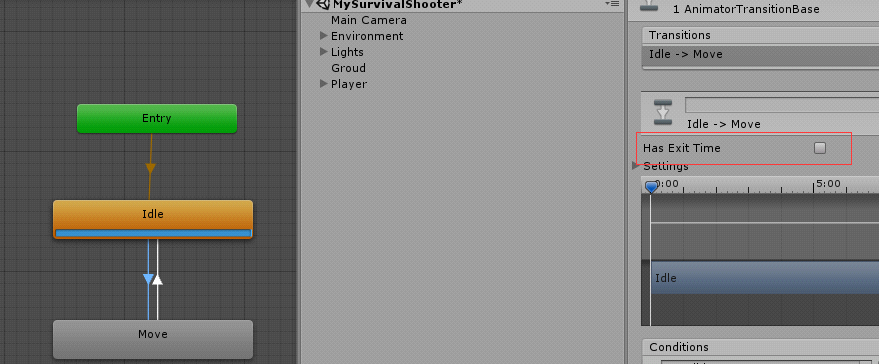 Entry
Idle
Move
MySurvivalShooter*
Main Camera
Environment
Lights
Groud
Player
1 AnimatorTransitionBase
Transitions
Idle -> Move
Idle -> Move
Has Exit Time
Settings
0:00 5:00
Idle
Conditions